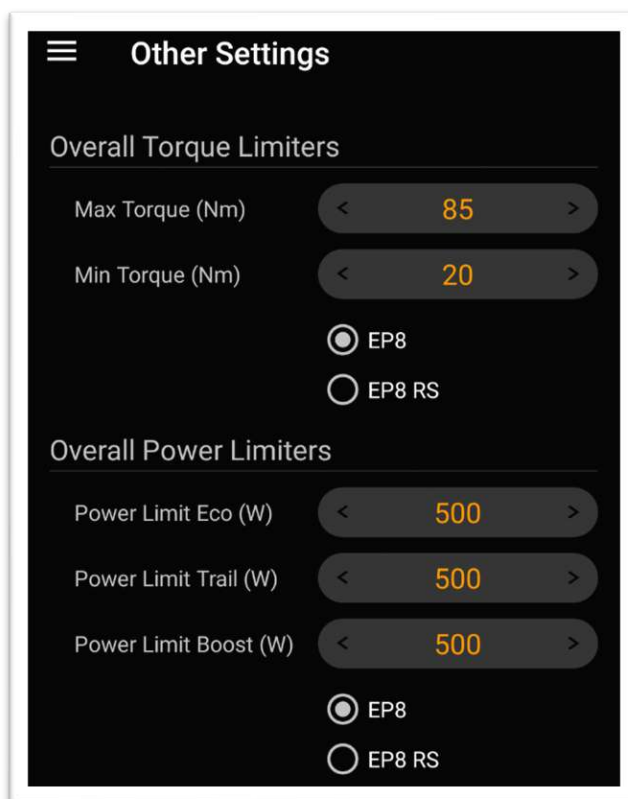 Other Settings
Overall Torque Limiters
Max Torque (Nm) < 85 >
Min Torque (Nm) < 20 >
EP8
EP8 RS
Overall Power Limiters
Power Limit Eco (W) < 500 >
Power Limit Trail (W) < 500 >
Power Limit Boost (W) < 500 >
EP8
EP8 RS